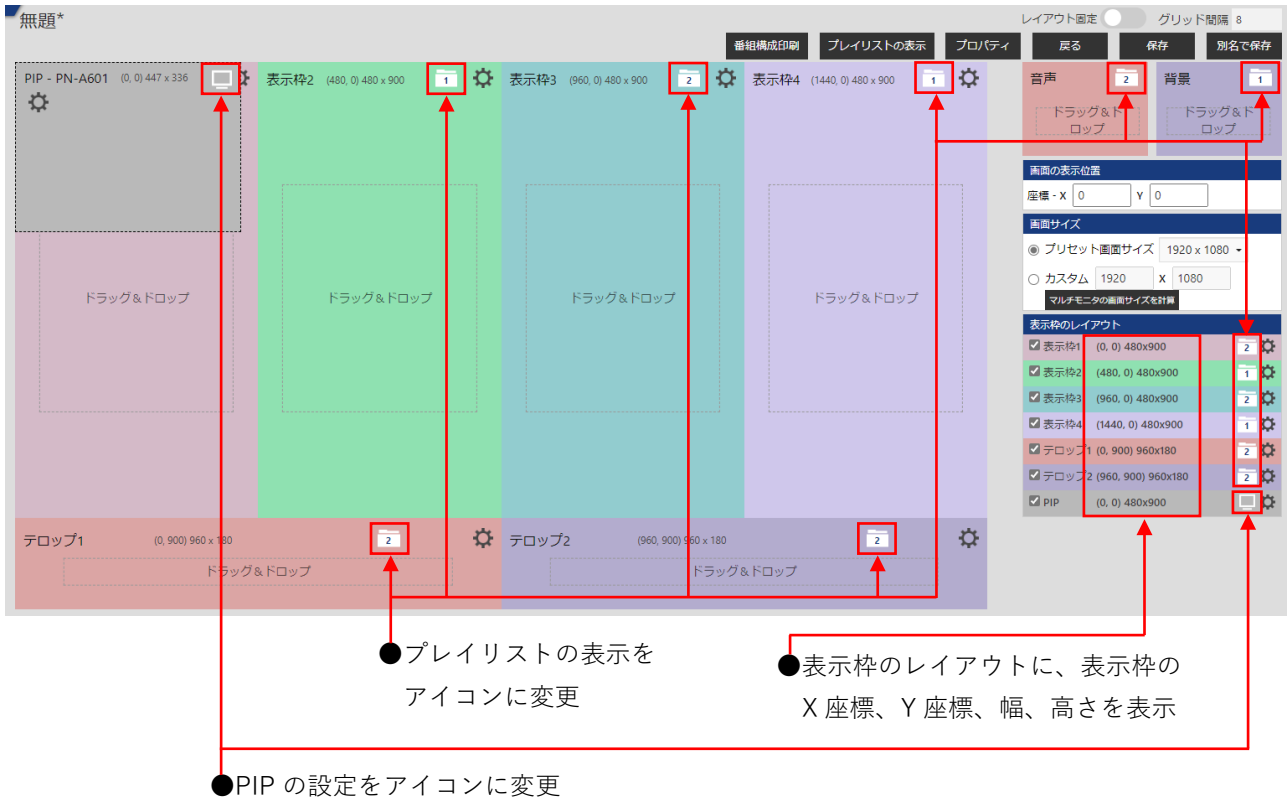 無題*
レイアウト固定 グリッド間隔 8
番組構成印刷 プレイリストの表示 プロパティ 戻る 保存 別名で保存
PIP - PN-A601 (0, 0) 447 x 336
表示枠2 (480, 0) 480 x 900 1
表示枠3 (960, 0) 480 x 900 2
表示枠4 (1440, 0) 480 x 900 1
音声 2
背景 1
ドラッグ&ド
ロップ
ドラッグ&ド
ロップ
画面の表示位置
座標 - X 0 Y 0
画面サイズ
プリセット画面サイズ 1920 x 1080
カスタム 1920 X 1080
マルチモニタの画面サイズを計算
ドラッグ&ドロップ
ドラッグ&ドロップ
ドラッグ&ドロップ
ドラッグ&ドロップ
表示枠のレイアウト
表示枠1 (0, 0) 480x900 2
表示枠2 (480, 0) 480x900 1
表示枠3 (960, 0) 480x900 2
表示枠4 (1440, 0) 480x900 1
テロップ1 (0, 900) 960x180 2
テロップ2 (960, 900) 960x180 2
PIP (0, 0) 480x900
テロップ1 (0, 900) 960 x 180 2
ドラッグ&ドロップ
テロップ2 (960, 900) 960 x 180 2
ドラッグ&ドロップ
●プレイリストの表示を
アイコンに変更
●表示枠のレイアウトに、表示枠の
X 座標、Y 座標、幅、高さを表示
●PIP の設定をアイコンに変更